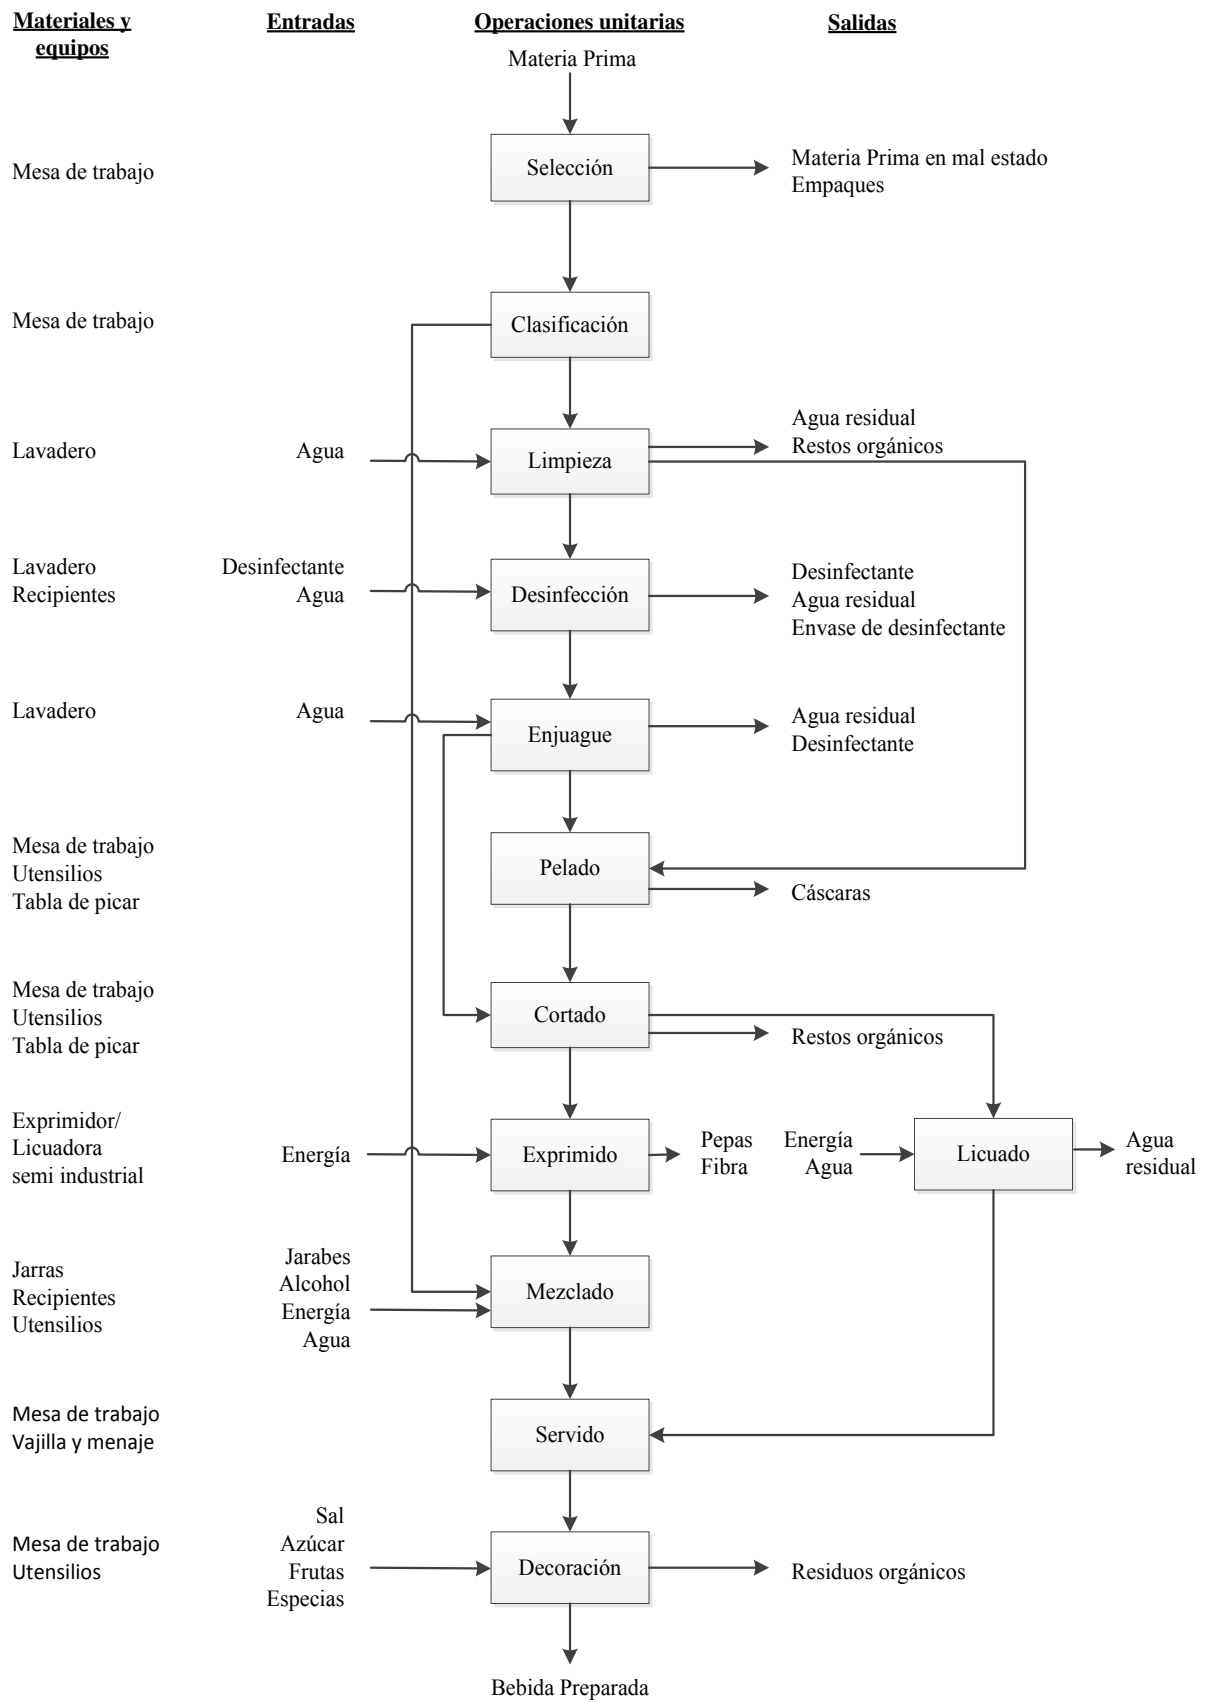 Materiales y
equipos
Entradas
Operaciones unitarias
Salidas
Materia Prima
Mesa de trabajo
Selección
Materia Prima en mal estado
Empaques
Mesa de trabajo
Clasificación
Lavadero
Agua
Limpieza
Agua residual
Restos orgánicos
Lavadero
Recipientes
Desinfectante
Agua
Desinfección
Desinfectante
Agua residual
Envase de desinfectante
Lavadero
Agua
Enjuague
Agua residual
Desinfectante
Mesa de trabajo
Utensilios
Tabla de picar
Pelado
Cáscaras
Mesa de trabajo
Utensilios
Tabla de picar
Cortado
Restos orgánicos
Exprimidor/
Licuadora
semi industrial
Energía
Exprimido
Pepas
Fibra
Energía
Agua
Licuado
Agua
residual
Jarras
Recipientes
Utensilios
Jarabes
Alcohol
Energía
Agua
Mezclado
Mesa de trabajo
Vajilla y menaje
Servido
Mesa de trabajo
Utensilios
Sal
Azúcar
Frutas
Especias
Decoración
Residuos orgánicos
Bebida Preparada